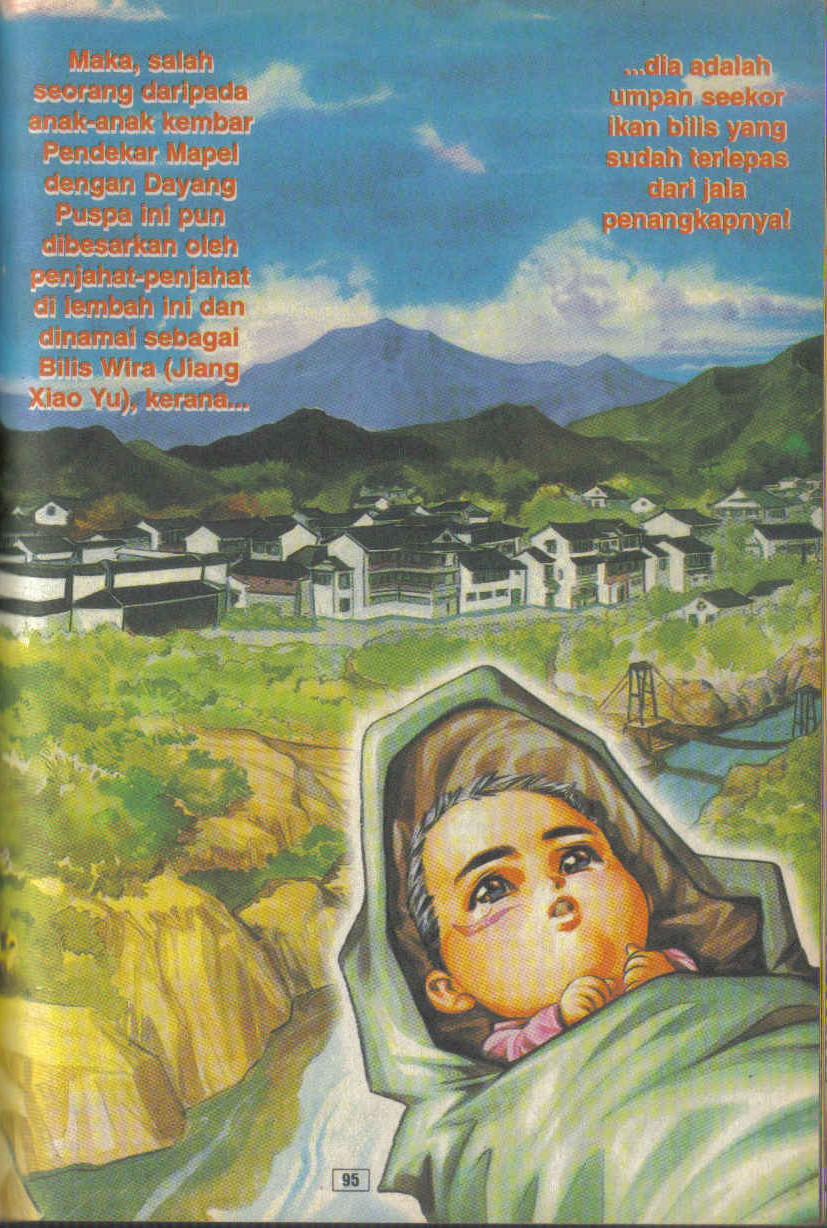 Maka, salah
seorang daripada
anak-anak kembar
Pendekar Mapel
dengan Dayang
Puspa ini pun
dibesarkan oleh
penjahat-penjahat
di lembah ini dan
dinamai sebagai
Bilis Wira (Jiang
Xiao Yu), kerana...
...dia adalah
umpan seekor
ikan bilis yang
sudah terlepas
dari jala
penangkapnya!
95